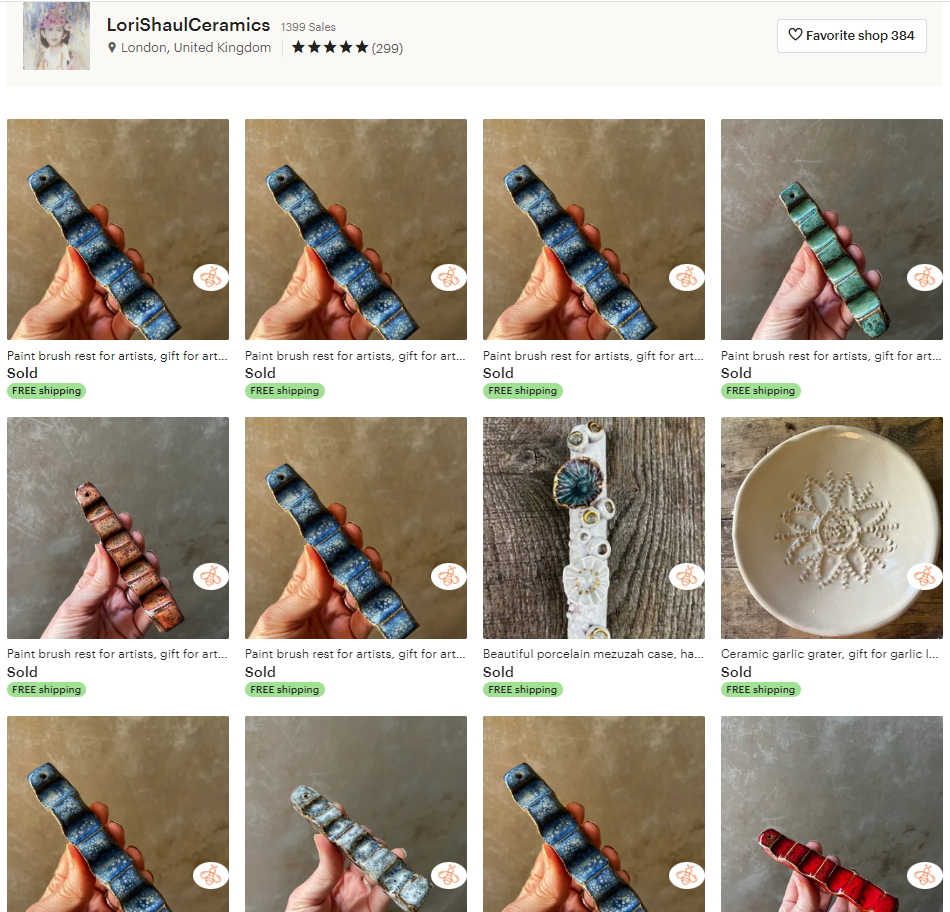 LoriShaulCeramics 1399 Sales
London, United Kingdom ★★★★★ (299)
Favorite shop 384
Paint brush rest for artists, gift for art...
Sold
FREE shipping
Paint brush rest for artists, gift for art...
Sold
FREE shipping
Paint brush rest for artists, gift for art...
Sold
FREE shipping
Paint brush rest for artists, gift for art...
Sold
FREE shipping
Paint brush rest for artists, gift for art...
Sold
FREE shipping
Paint brush rest for artists, gift for art...
Sold
FREE shipping
Beautiful porcelain mezuzah case, ha...
Sold
FREE shipping
Ceramic garlic grater, gift for garlic l...
Sold
FREE shipping